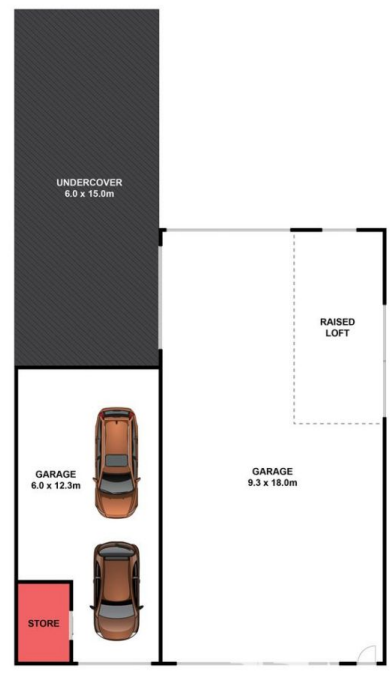 UNDERCOVER
6.0 x 15.0m
RAISED
LOFT
GARAGE
6.0 x 12.3m
GARAGE
9.3 x 18.0m
STORE